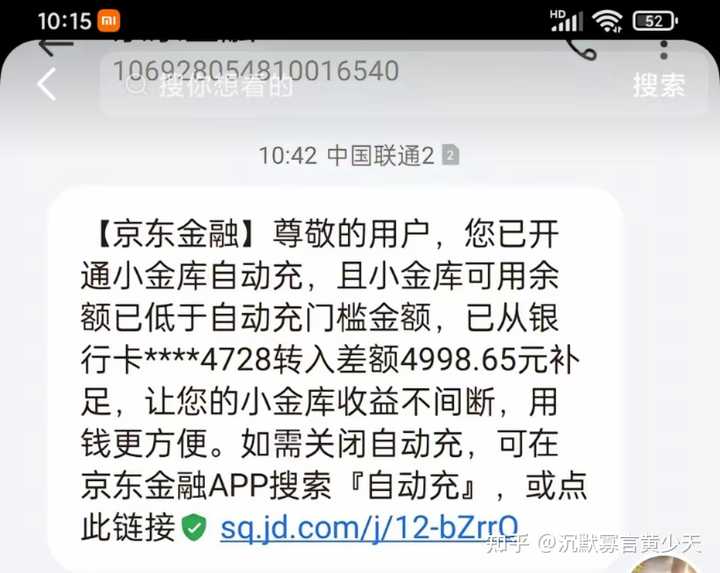 10:15
HD
52
106928054810016540
搜你想看的
搜索
10:42 中国联通2 2
【京东金融】尊敬的用户，您已开
通小金库自动充，且小金库可用余
额已低于自动充门槛金额，已从银
行卡****4728转入差额4998.65元补
足，让您的小金库收益不间断，用
钱更方便。如需关闭自动充，可在
京东金融APP搜索『自动充』，或点
此链接 sq.jd.com/j/12-bZrrO
知乎 @沉默寡言黄少天